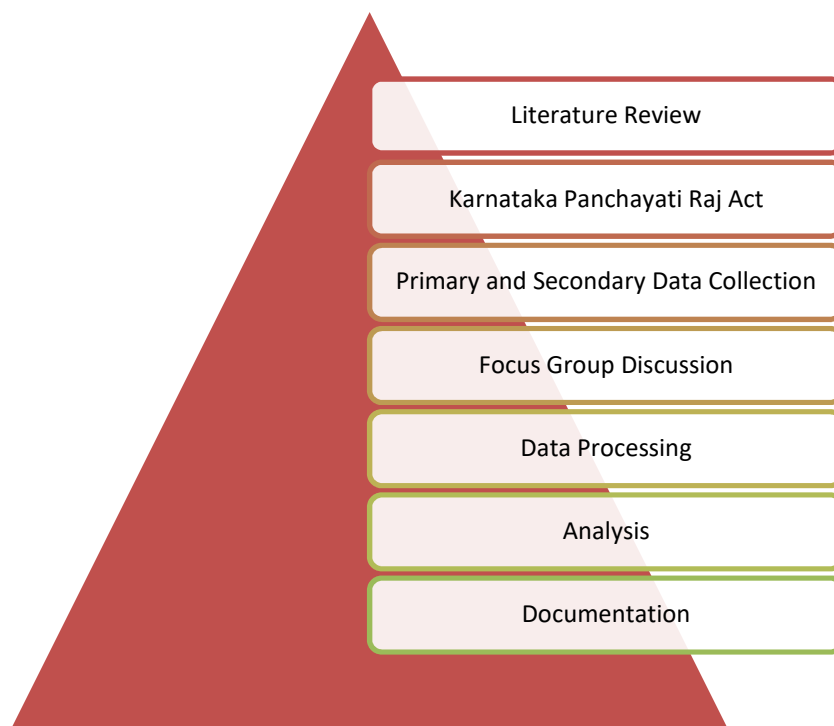 Literature Review
Karnataka Panchayati Raj Act
Primary and Secondary Data Collection
Focus Group Discussion
Data Processing
Analysis
Documentation